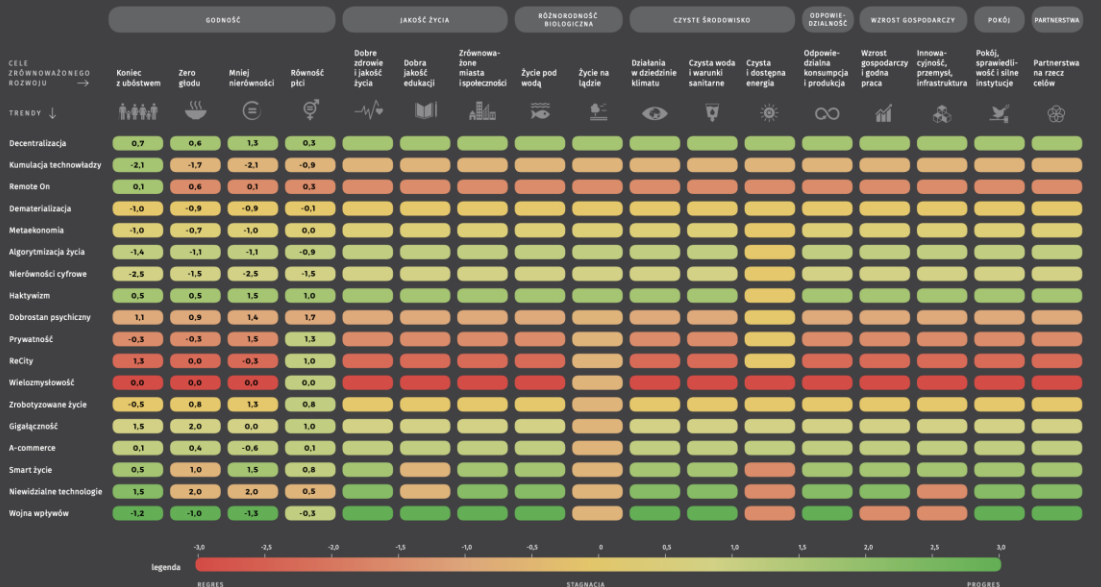 GODNOŚĆ
JAKOŚĆ ŻYCIA
RÓŻNORODNOŚĆ
BIOLOGICZNA
CZYSTE ŚRODOWISKO
ODPOWIE-
DZIALNOŚĆ
WZROST GOSPODARCZY
POKÓJ
PARTNERSTWA
CELE
ZRÓWNOWAŻONEGO
ROZWOJU →
Koniec
z ubóstwem
Zero
głodu
Mniej
nierówności
Równość
płci
Dobre
zdrowie
i jakość
życia
Dobra
jakość
edukacji
Zrównowa-
żone
miasta
i społeczności
Życie pod
wodą
Życie na
lądzie
Działania
w dziedzinie
klimatu
Czysta woda
i warunki
sanitarne
Czysta
i dostępna
energia
Odpowie-
dzialna
konsumpcja
i produkcja
Wzrost
gospodarczy
i godna
praca
Innowa-
cyjność,
przemysł,
infrastruktura
Pokój,
sprawiedli-
wość i silne
instytucje
Partnerstwa
na rzecz
celów
TRENDY ↓
Decentralizacja 0,7 0,6 1,3 0,3
Kumulacja technowładzy -2,1 -1,7 -2,1 -0,9
Remote On 0,1 0,6 0,1 0,3
Dematerializacja -1,0 -0,9 -0,9 -0,1
Metaekonomia -1,0 -0,7 -1,0 0,0
Algorytmizacja życia -1,4 -1,1 -1,1 -0,9
Nierówności cyfrowe -2,5 -1,5 -2,5 -1,5
Haktywizm 0,5 0,5 1,5 1,0
Dobrostan psychiczny 1,1 0,9 1,4 1,7
Prywatność -0,3 -0,3 1,5 1,3
ReCity 1,3 0,0 -0,3 1,0
Wielozmysłowość 0,0 0,0 0,0 0,0
Zrobotyzowane życie -0,5 0,8 1,3 0,8
Gigałączność 1,5 2,0 0,0 1,0
A-commerce 0,1 0,4 -0,6 0,1
Smart życie 0,5 1,0 1,5 0,8
Niewidzialne technologie 1,5 2,0 2,0 0,5
Wojna wpływów -1,2 -1,0 -1,3 -0,3
-3,0 -2,5 -2,0 -1,5 -1,0 -0,5 0 0,5 1,0 1,5 2,0 2,5 3,0
legenda
REGRES STAGNACJA PROGRES